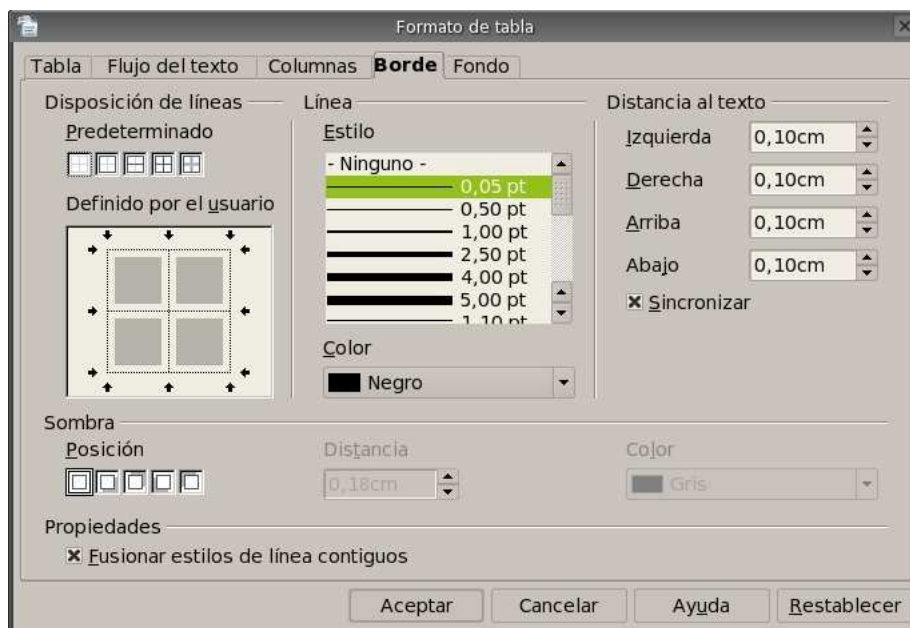 Formato de tabla
Tabla
Flujo del texto
Columnas
Borde
Fondo
Disposición de líneas
Predeterminado
Definido por el usuario
Línea
Estilo
- Ninguno -
0,05 pt
0,50 pt
1,00 pt
2,50 pt
4,00 pt
5,00 pt
1,10 pt
Color
Negro
Distancia al texto
Izquierda 0,10cm
Derecha 0,10cm
Arriba 0,10cm
Abajo 0,10cm
Sincronizar
Sombra
Posición
Distancia
0,18cm
Color
Gris
Propiedades
Fusionar estilos de línea contiguos
Aceptar
Cancelar
Ayuda
Restablecer